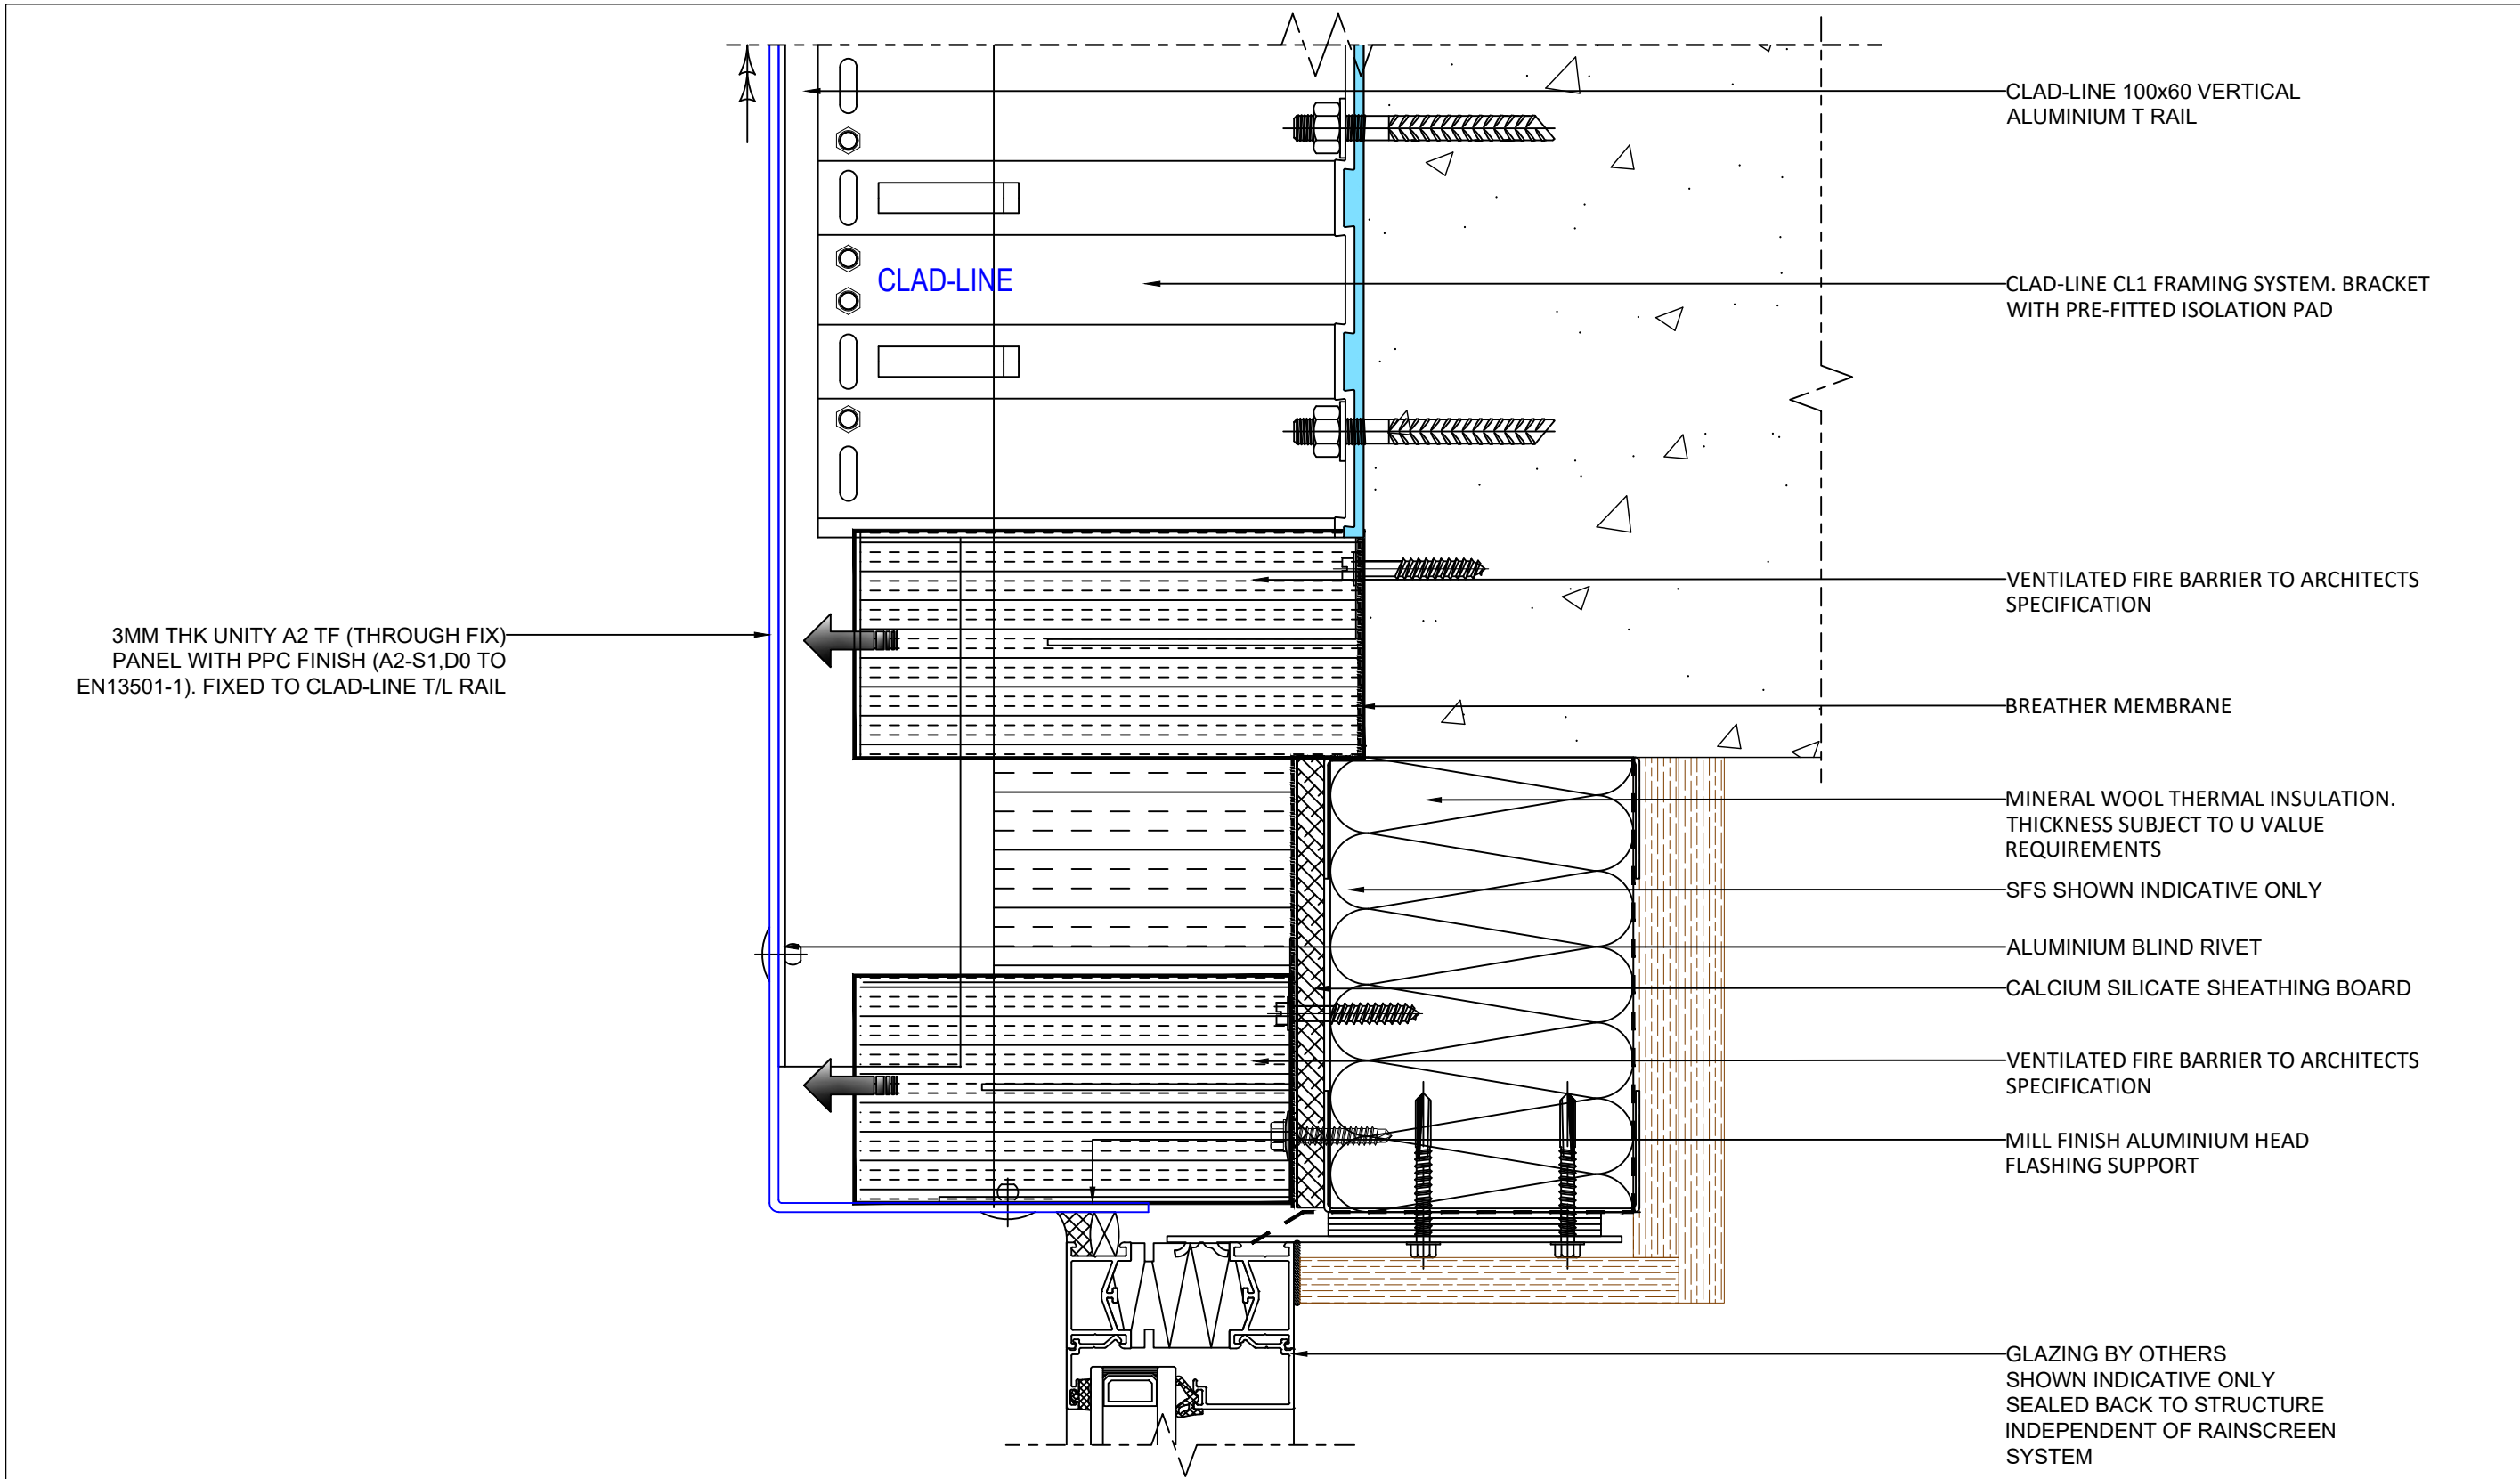 CLAD-LINE 100x60 VERTICAL
ALUMINIUM T RAIL
CLAD-LINE
CLAD-LINE CL1 FRAMING SYSTEM. BRACKET
WITH PRE-FITTED ISOLATION PAD
VENTILATED FIRE BARRIER TO ARCHITECTS
SPECIFICATION
3MM THK UNITY A2 TF (THROUGH FIX)
PANEL WITH PPC FINISH (A2-S1,D0 TO
EN13501-1). FIXED TO CLAD-LINE T/L RAIL
BREATHER MEMBRANE
MINERAL WOOL THERMAL INSULATION.
THICKNESS SUBJECT TO U VALUE
REQUIREMENTS
SFS SHOWN INDICATIVE ONLY
ALUMINIUM BLIND RIVET
CALCIUM SILICATE SHEATHING BOARD
VENTILATED FIRE BARRIER TO ARCHITECTS
SPECIFICATION
MILL FINISH ALUMINIUM HEAD
FLASHING SUPPORT
GLAZING BY OTHERS
SHOWN INDICATIVE ONLY
SEALED BACK TO STRUCTURE
INDEPENDENT OF RAINSCREEN
SYSTEM